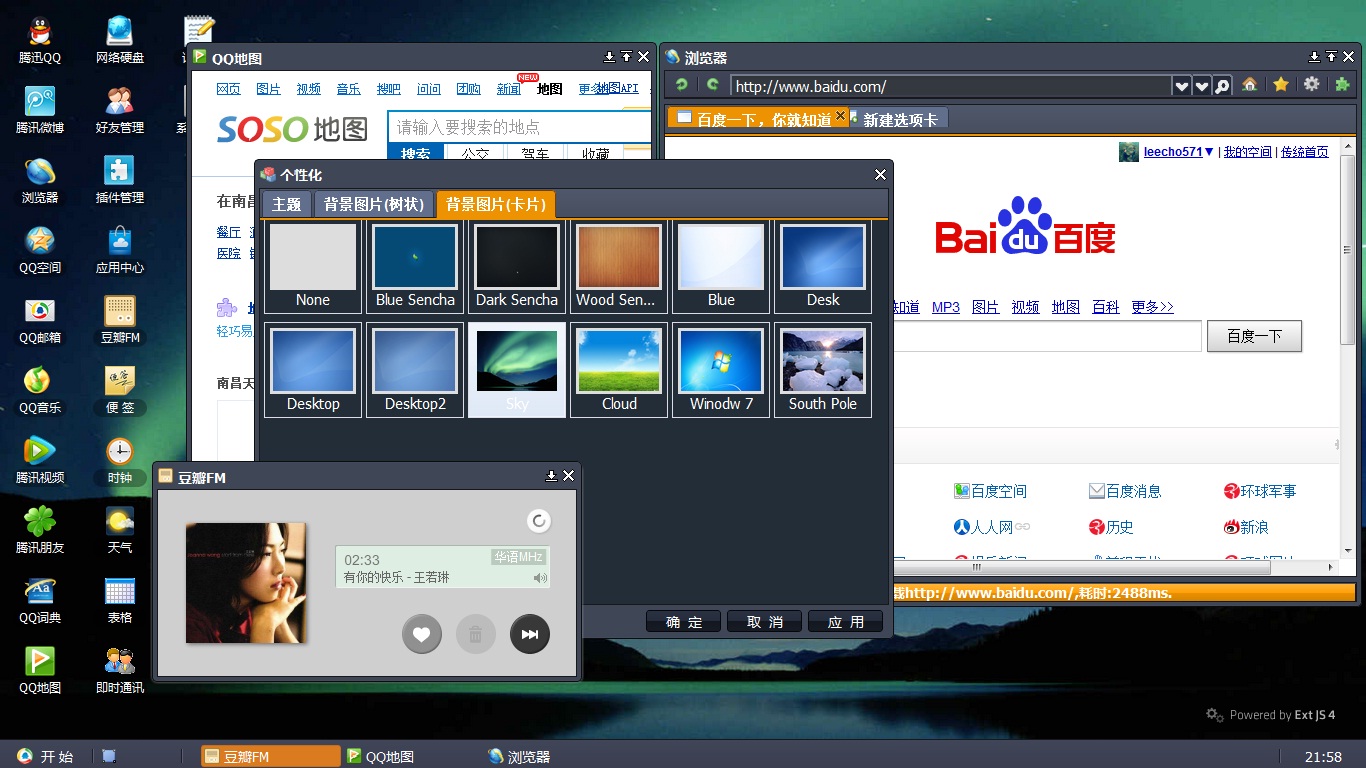 腾讯QQ
网络硬盘
腾讯微博
好友管理
浏览器
插件管理
QQ空间
应用中心
QQ邮箱
豆瓣FM
QQ音乐
便 签
腾讯视频
时钟
腾讯朋友
天气
QQ词典
表格
QQ地图
即时通讯
QQ地图
网页 图片 视频 音乐 搜吧 问问 团购 新闻 NEW 地图 更多 地图API
SOSO 地图
请输入要搜索的地点
搜索 公交 驾车 收藏
在南昌
餐厅
医院
轻巧易
南昌天
浏览器
http://www.baidu.com/
百度一下，你就知道
新建选项卡
leecho571▼ | 我的空间 | 传统首页
Bai du 百度
知道 MP3 图片 视频 地图 百科 更多>>
百度一下
百度空间 百度消息 环球军事
人人网 历史 新浪
载http://www.baidu.com/,耗时:2488ms.
个性化
主题 背景图片(树状) 背景图片(卡片)
None Blue Sencha Dark Sencha Wood Sen... Blue Desk
Desktop Desktop2 Sky Cloud Winodw 7 South Pole
确 定 取 消 应 用
豆瓣FM
02:33 华语MHz
有你的快乐 - 王若琳
Powered by Ext JS 4
开 始
豆瓣FM
QQ地图
浏览器
21:58